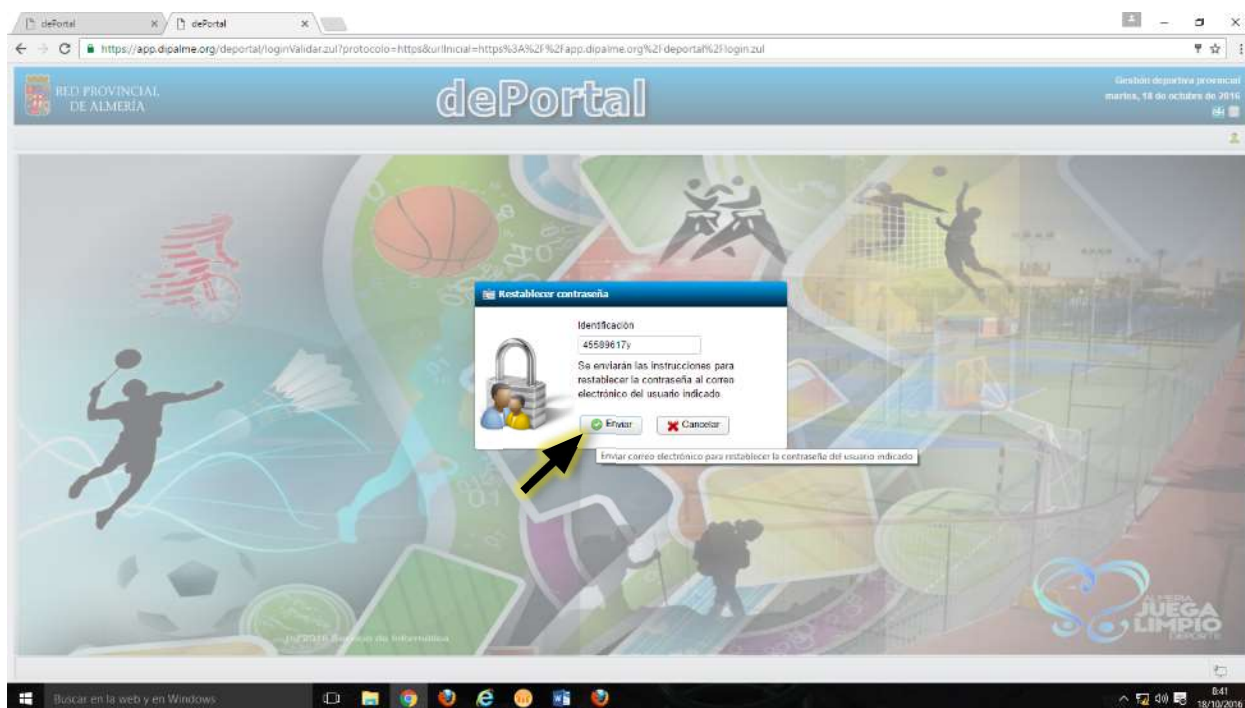 dePortal
dePortal
https://app.dipalme.org/deportal/loginValidar.zul?protocolo=https&urlInicial=https%3A%2F%2Fapp.dipalme.org%2Fdeportal%2Flogin.zul
RED PROVINCIAL
DE ALMERÍA
dePortal
Gestión deportiva provincial
martes, 18 de octubre de 2016
Restablecer contraseña
Identificación
45589617y
Se enviarán las instrucciones para
restablecer la contraseña al correo
electrónico del usuario indicado
Enviar
Cancelar
Enviar correo electrónico para restablecer la contraseña del usuario indicado
ALMERIA
JUEGA
LIMPIO
DEPORTE
Servicio de Informática
Buscar en la web y en Windows
8:41
18/10/2016